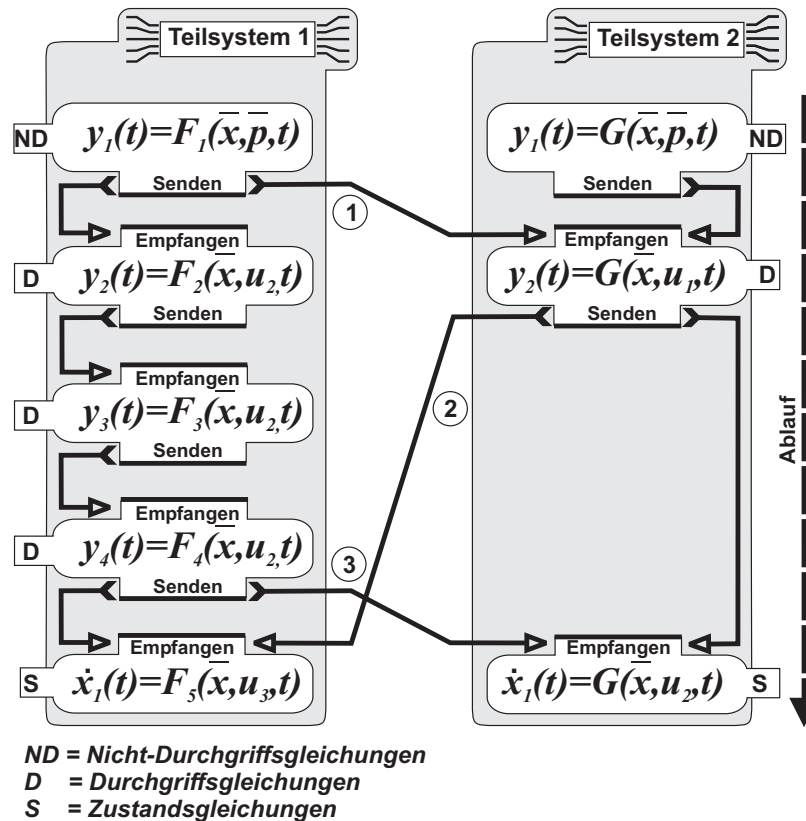 Teilsystem 1
ND y₁(t)=F₁(x̅,p̅,t)
Senden
1
Empfangen
D y₂(t)=F₂(x̅,u₂,t)
Senden
Empfangen
D y₃(t)=F₃(x̅,u₂,t)
Senden
Empfangen
D y₄(t)=F₄(x̅,u₂,t)
Senden
3
Empfangen
S ẋ₁(t)=F₅(x̅,u₃,t)
Teilsystem 2
y₁(t)=G(x̅,p̅,t) ND
Senden
Empfangen
y₂(t)=G(x̅,u₁,t) D
Senden
2
Empfangen
ẋ₁(t)=G(x̅,u₂,t) S
Ablauf
ND = Nicht-Durchgriffsgleichungen
D = Durchgriffsgleichungen
S = Zustandsgleichungen